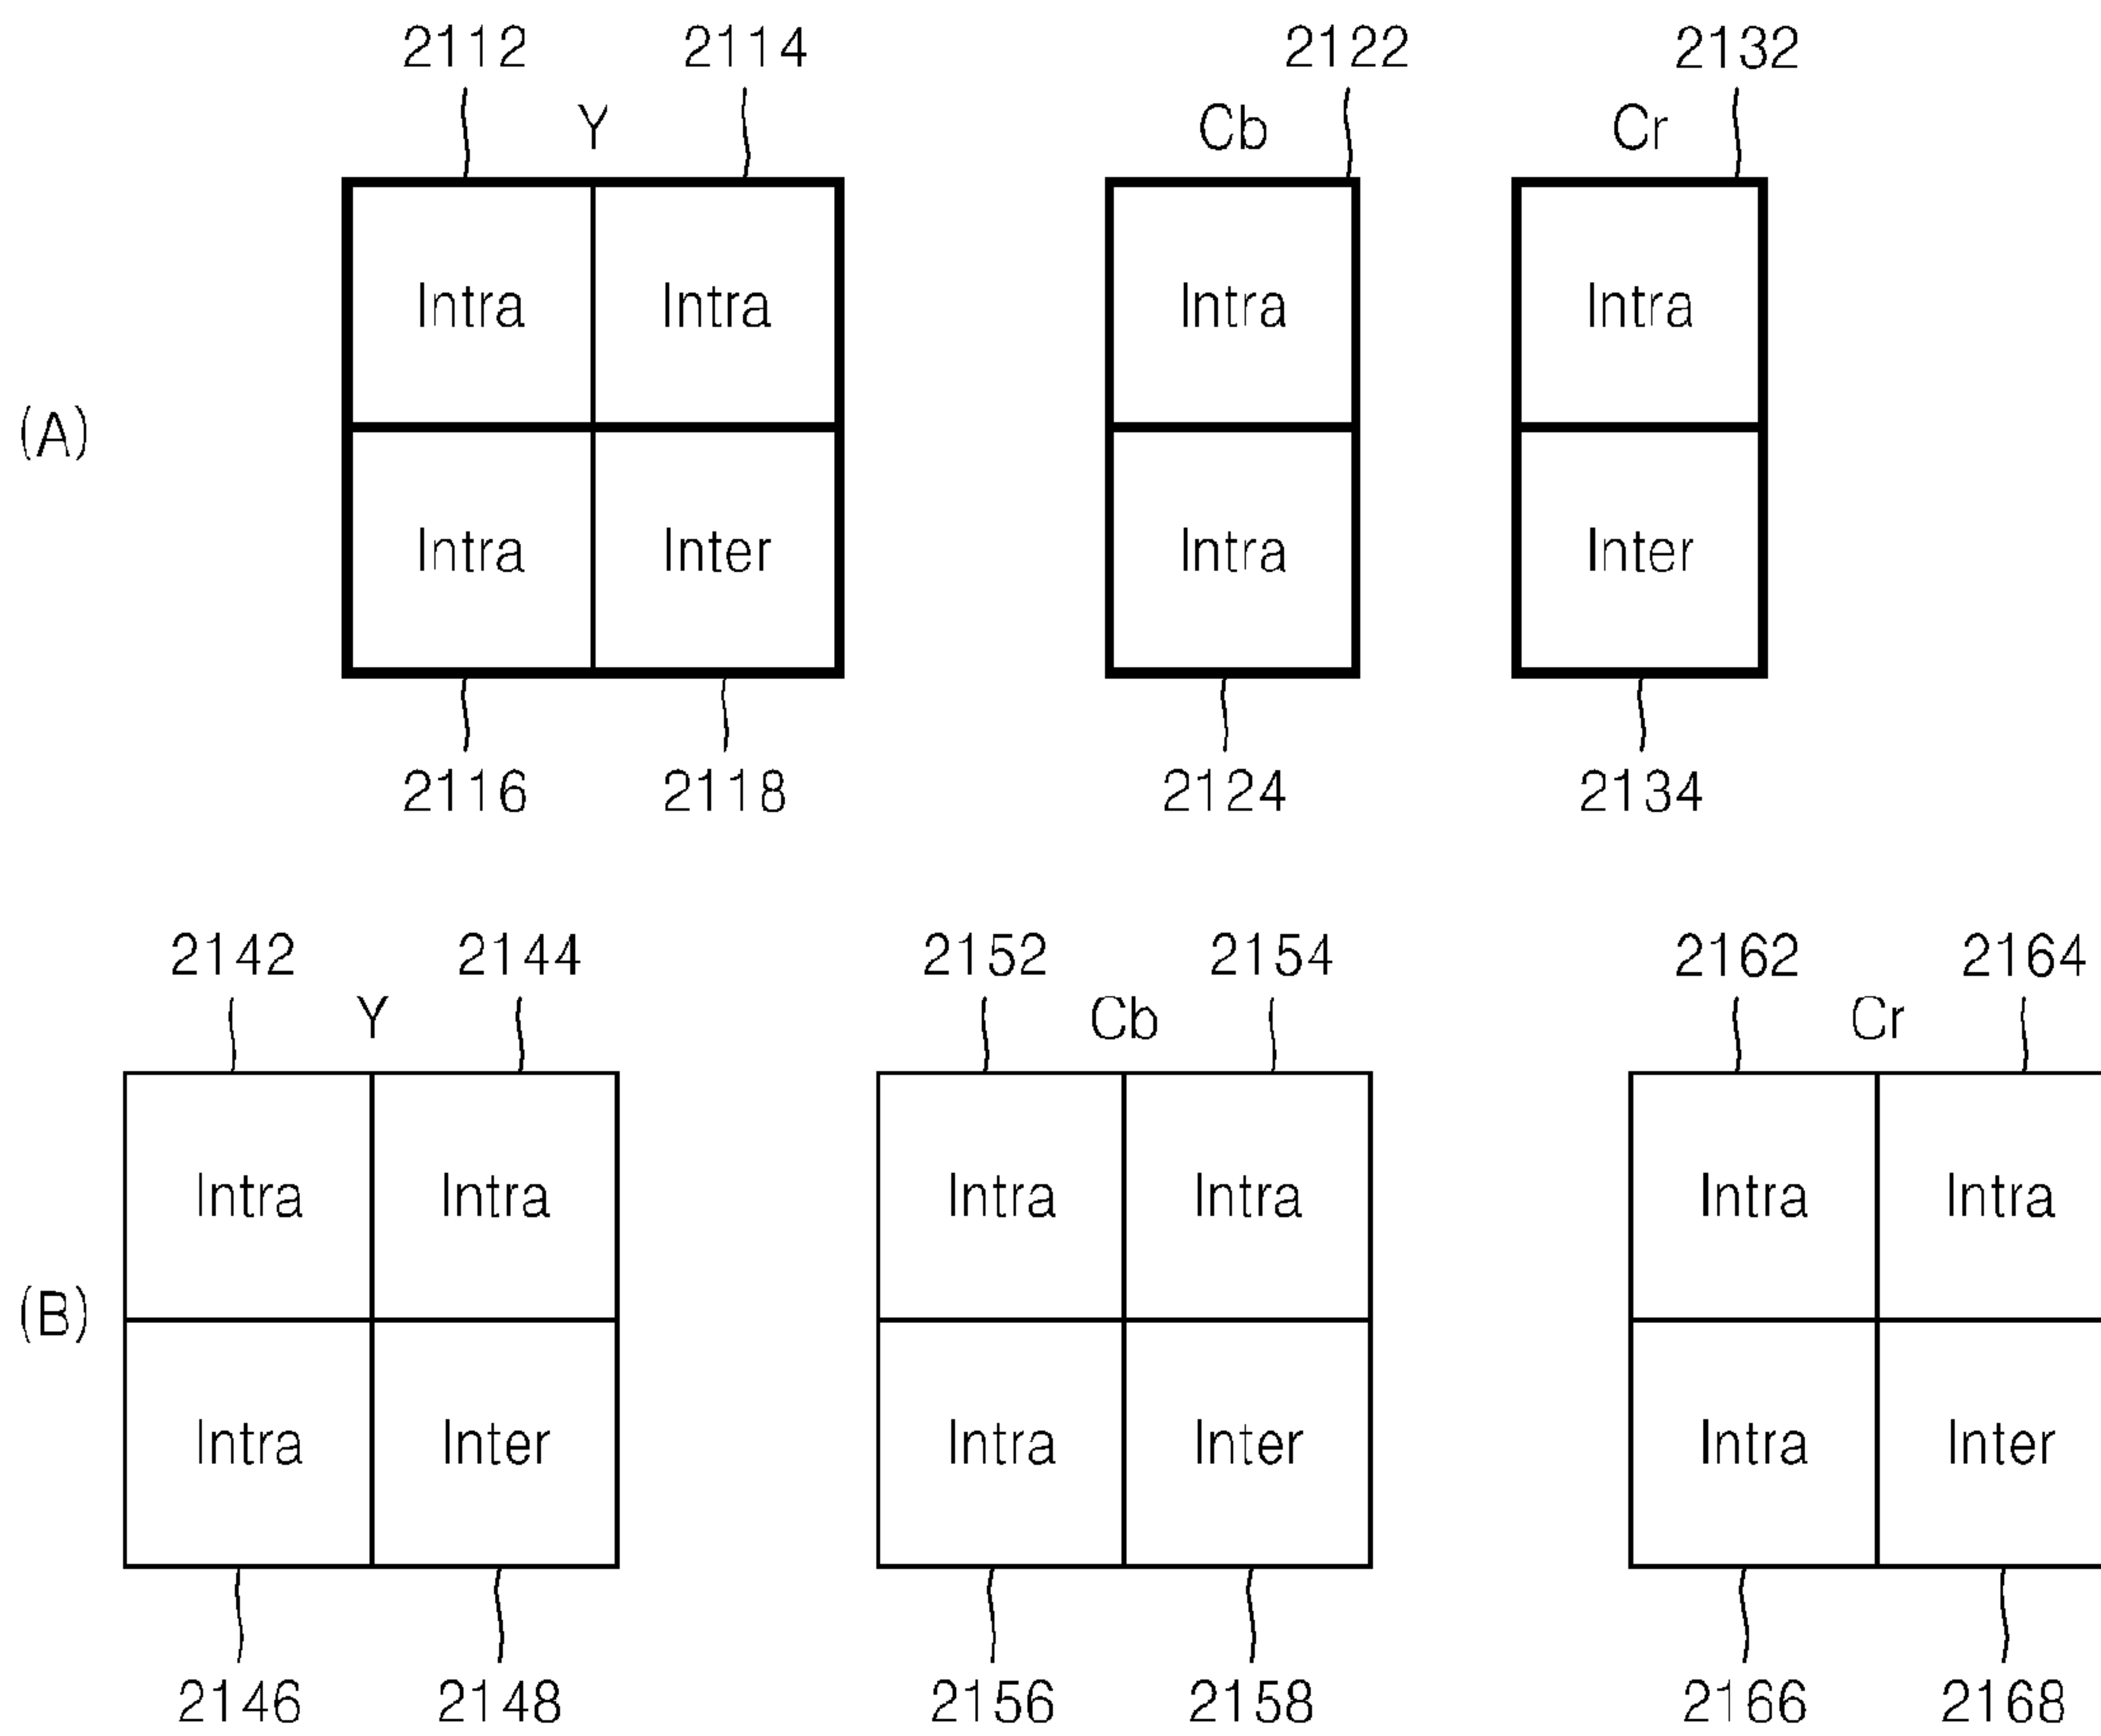 2112 2114 2122 2132
Y Cb Cr
Intra Intra Intra Intra
(A)
Intra Inter Intra Inter
2116 2118 2124 2134
2142 2144 2152 2154 2162 2164
Y Cb Cr
Intra Intra Intra Intra Intra Intra
(B)
Intra Inter Intra Inter Intra Inter
2146 2148 2156 2158 2166 2168